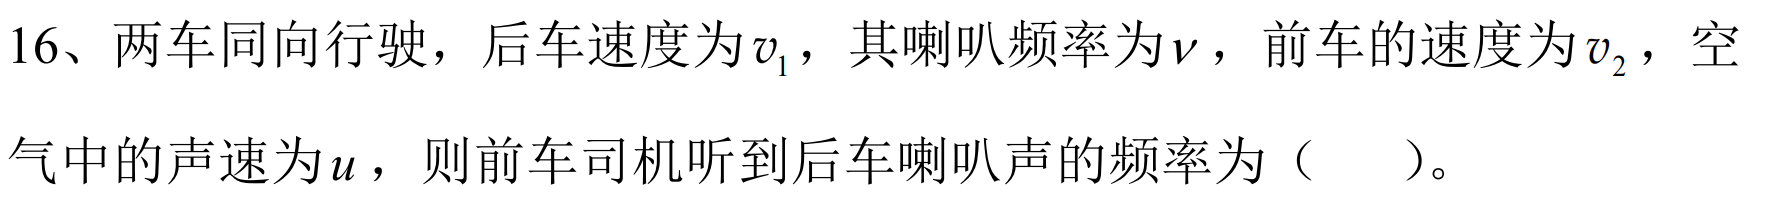 16、两车同向行驶，后车速度为v₁，其喇叭频率为ν，前车的速度为v₂，空
气中的声速为u，则前车司机听到后车喇叭声的频率为（　　）。